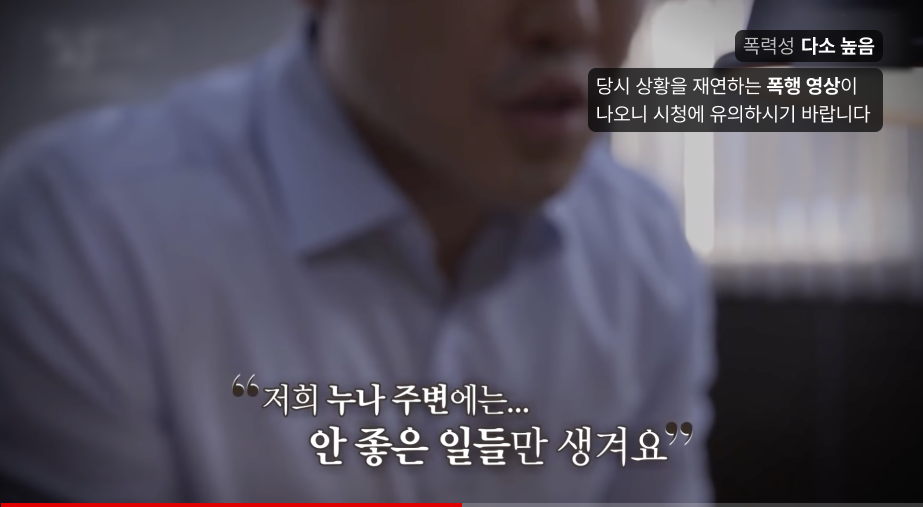 폭력성 다소 높음
당시 상황을 재연하는 폭행 영상이
나오니 시청에 유의하시기 바랍니다
“저희 누나 주변에는...
안 좋은 일들만 생겨요”